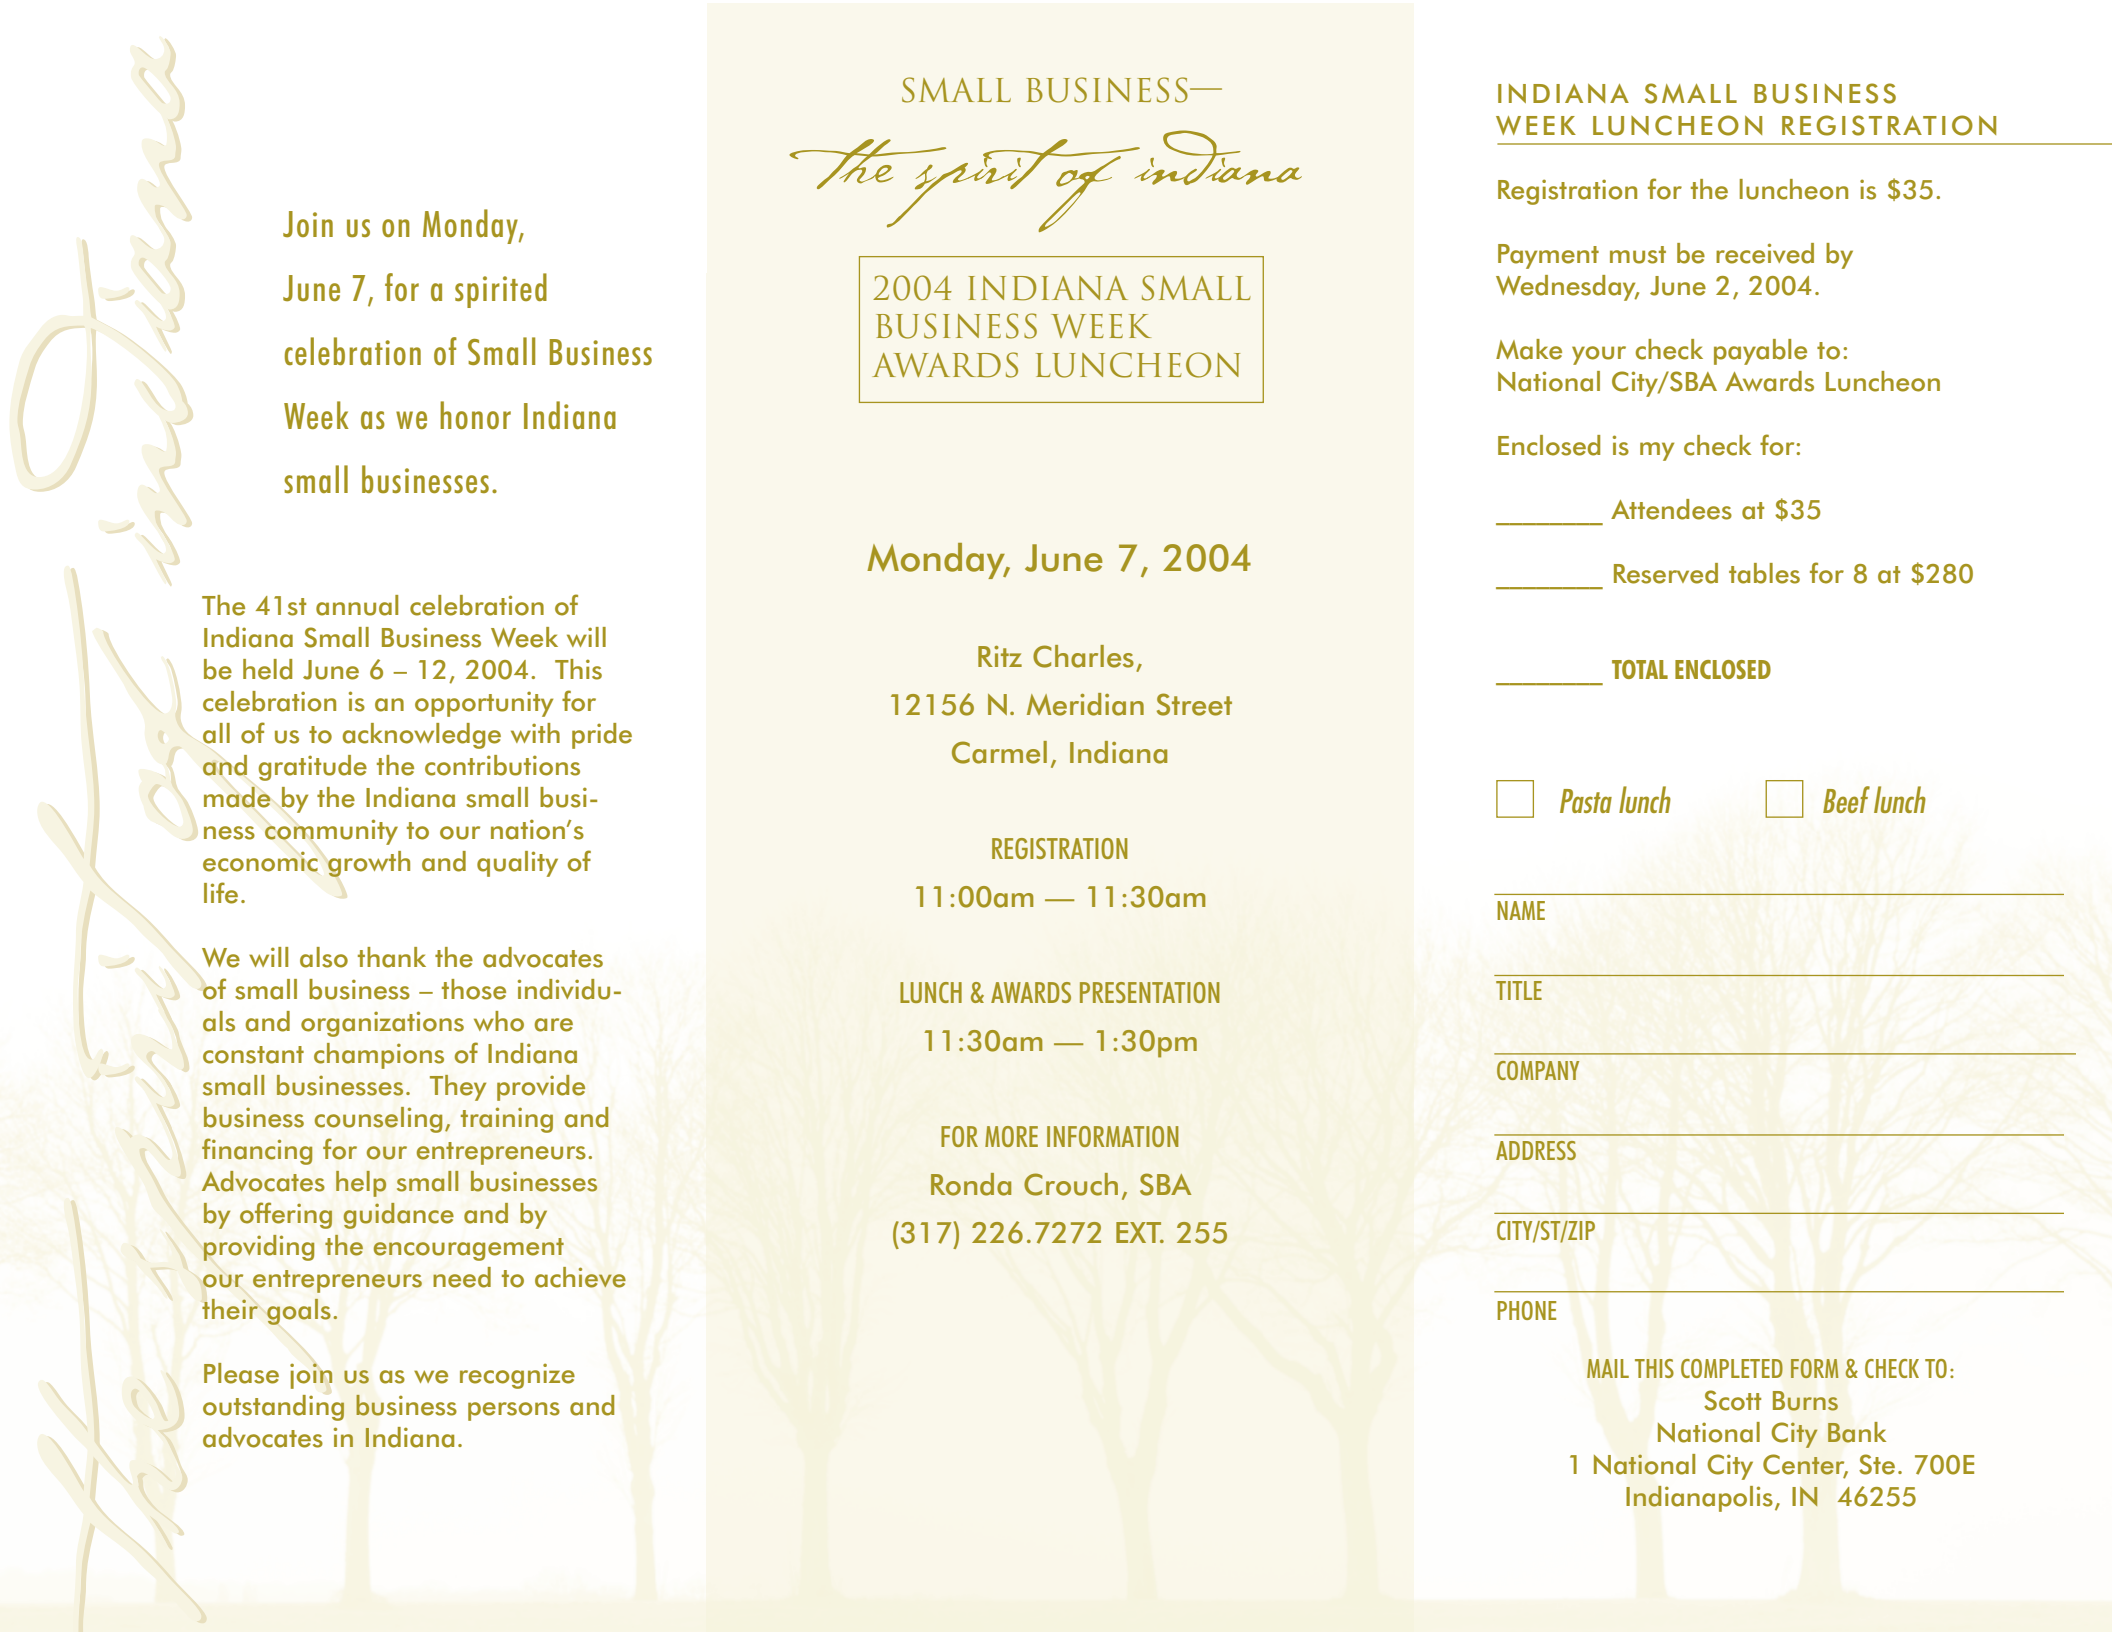 the spirit of indiana
Join us on Monday,
June 7, for a spirited
celebration of Small Business
Week as we honor Indiana
small businesses.
The 41st annual celebration of
Indiana Small Business Week will
be held June 6 – 12, 2004.  This
celebration is an opportunity for
all of us to acknowledge with pride
and gratitude the contributions
made by the Indiana small busi-
ness community to our nation’s
economic growth and quality of
life.
We will also thank the advocates
of small business – those individu-
als and organizations who are
constant champions of Indiana
small businesses.  They provide
business counseling, training and
financing for our entrepreneurs.
Advocates help small businesses
by offering guidance and by
providing the encouragement
our entrepreneurs need to achieve
their goals.
Please join us as we recognize
outstanding business persons and
advocates in Indiana.
SMALL BUSINESS—
the spirit of indiana
2004 INDIANA SMALL
BUSINESS WEEK
AWARDS LUNCHEON
Monday, June 7, 2004
Ritz Charles,
12156 N. Meridian Street
Carmel, Indiana
REGISTRATION
11:00am — 11:30am
LUNCH & AWARDS PRESENTATION
11:30am — 1:30pm
FOR MORE INFORMATION
Ronda Crouch, SBA
(317) 226.7272 EXT. 255
INDIANA SMALL BUSINESS
WEEK LUNCHEON REGISTRATION
Registration for the luncheon is $35.
Payment must be received by
Wednesday, June 2, 2004.
Make your check payable to:
National City/SBA Awards Luncheon
Enclosed is my check for:
________ Attendees at $35
________ Reserved tables for 8 at $280
________ TOTAL ENCLOSED
Pasta lunch
Beef lunch
NAME
TITLE
COMPANY
ADDRESS
CITY/ST/ZIP
PHONE
MAIL THIS COMPLETED FORM & CHECK TO:
Scott Burns
National City Bank
1 National City Center, Ste. 700E
Indianapolis, IN  46255